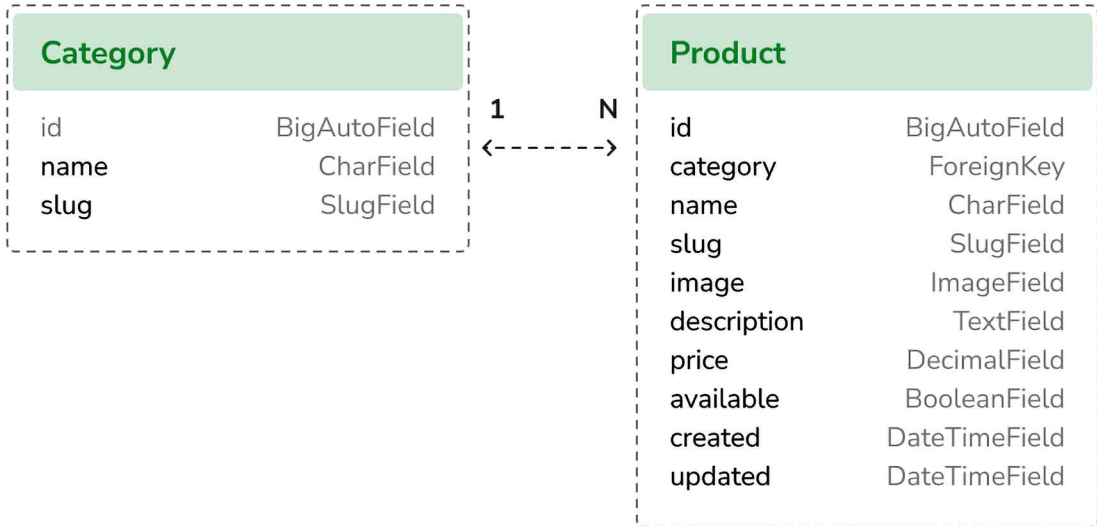 Category
id BigAutoField
name CharField
slug SlugField
1 N
Product
id BigAutoField
category ForeignKey
name CharField
slug SlugField
image ImageField
description TextField
price DecimalField
available BooleanField
created DateTimeField
updated DateTimeField